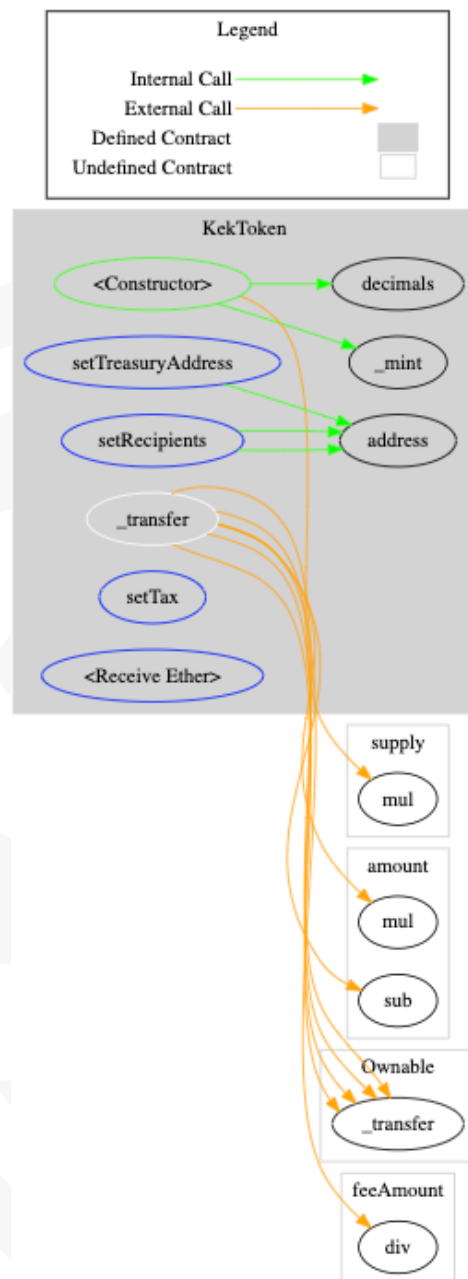 Legend
Internal Call
External Call
Defined Contract
Undefined Contract
KekToken
<Constructor>
decimals
setTreasuryAddress
_mint
setRecipients
address
_transfer
setTax
<Receive Ether>
supply
mul
amount
mul
sub
Ownable
_transfer
feeAmount
div